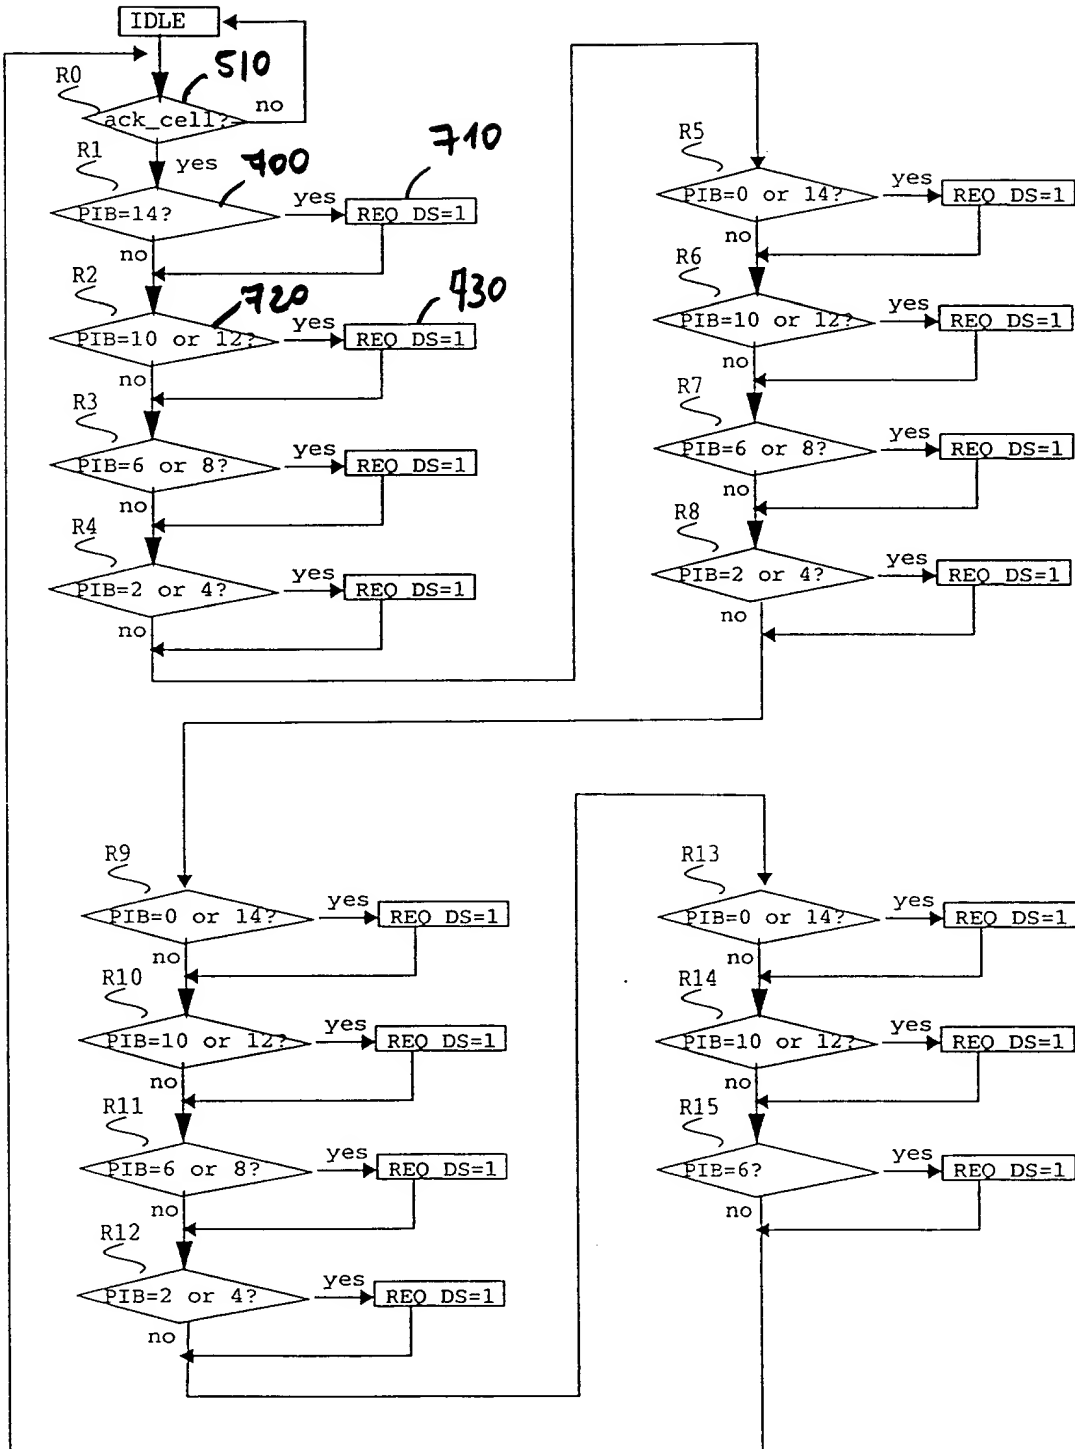 IDLE
510
R0
ack_cell?
no
yes
R1
700
710
PIB=14?
yes
REQ DS=1
no
R2
720
730
PIB=10 or 12?
yes
REQ DS=1
no
R3
PIB=6 or 8?
yes
REQ DS=1
no
R4
PIB=2 or 4?
yes
REQ DS=1
no
R5
PIB=0 or 14?
yes
REQ DS=1
no
R6
PIB=10 or 12?
yes
REQ DS=1
no
R7
PIB=6 or 8?
yes
REQ DS=1
no
R8
PIB=2 or 4?
yes
REQ DS=1
no
R9
PIB=0 or 14?
yes
REQ DS=1
no
R10
PIB=10 or 12?
yes
REQ DS=1
no
R11
PIB=6 or 8?
yes
REQ DS=1
no
R12
PIB=2 or 4?
yes
REQ DS=1
no
R13
PIB=0 or 14?
yes
REQ DS=1
no
R14
PIB=10 or 12?
yes
REQ DS=1
no
R15
PIB=6?
yes
REQ DS=1
no